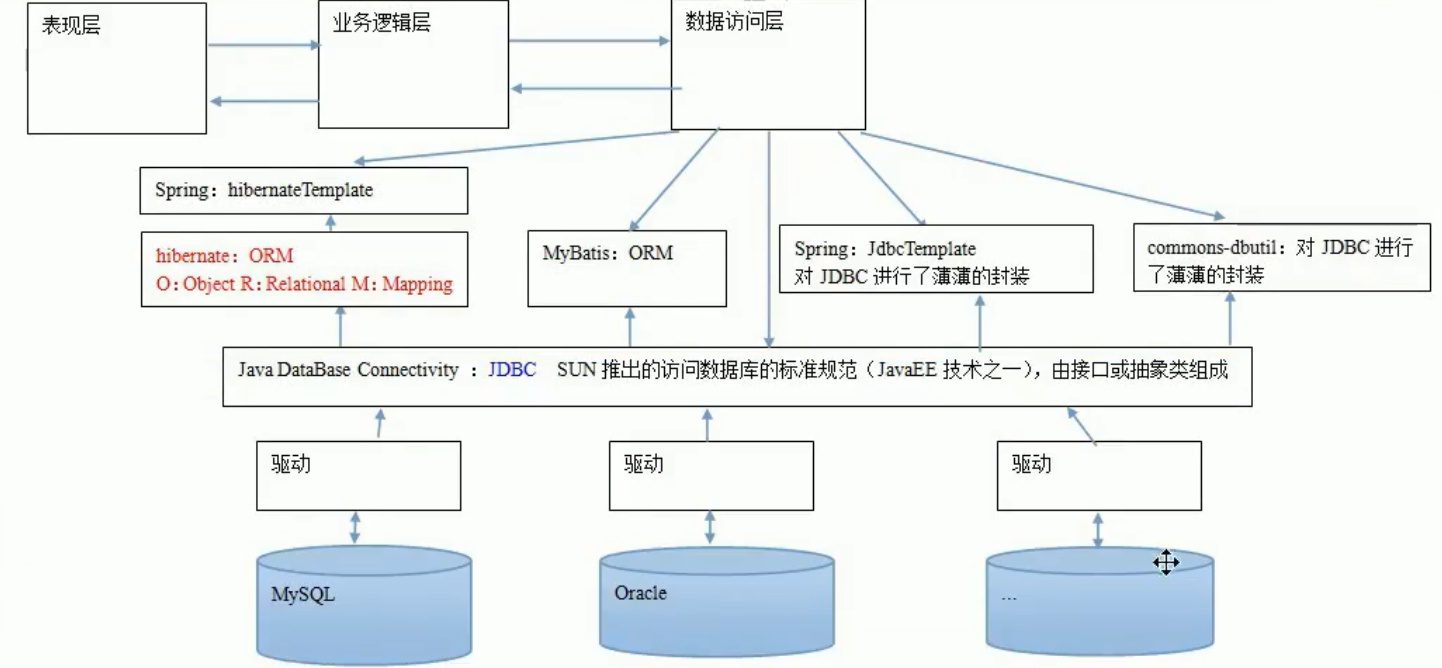 表现层
业务逻辑层
数据访问层
Spring：hibernateTemplate
hibernate：ORM
O：Object R：Relational M：Mapping
MyBatis：ORM
Spring：JdbcTemplate
对 JDBC 进行了薄薄的封装
commons-dbutil：对 JDBC 进行
了薄薄的封装
Java DataBase Connectivity ：JDBC SUN 推出的访问数据库的标准规范（JavaEE 技术之一），由接口或抽象类组成
驱动
驱动
驱动
MySQL
Oracle
...